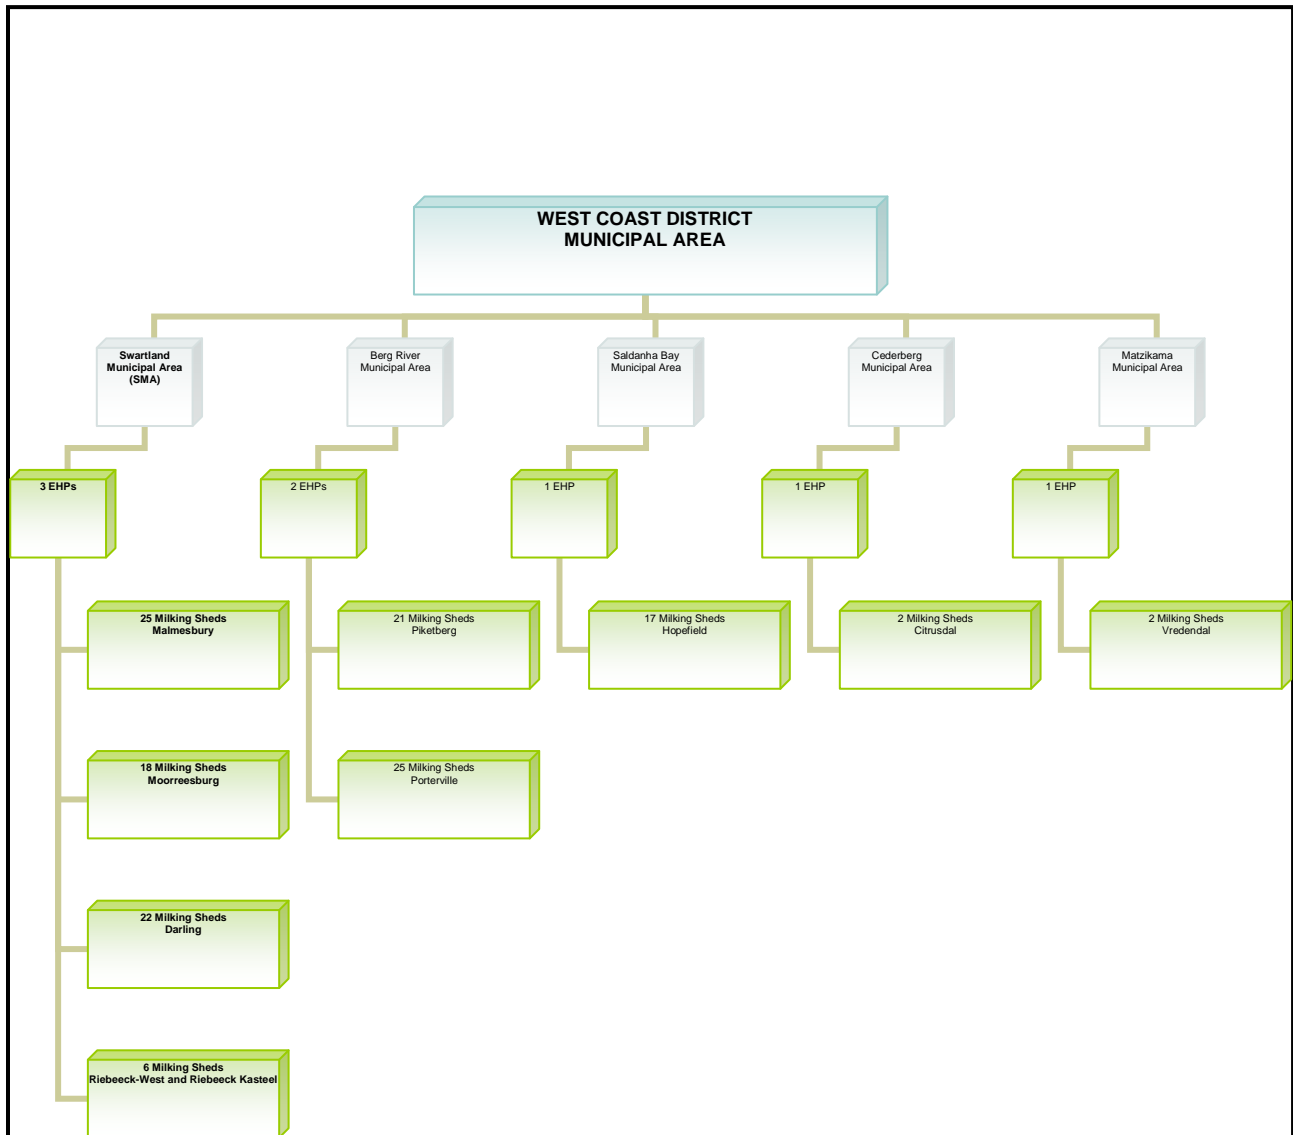 WEST COAST DISTRICT
MUNICIPAL AREA
Swartland
Municipal Area
(SMA)
Berg River
Municipal Area
Saldanha Bay
Municipal Area
Cederberg
Municipal Area
Matzikama
Municipal Area
3 EHPs
2 EHPs
1 EHP
1 EHP
1 EHP
25 Milking Sheds
Malmesbury
21 Milking Sheds
Piketberg
17 Milking Sheds
Hopefield
2 Milking Sheds
Citrusdal
2 Milking Sheds
Vredendal
18 Milking Sheds
Moorreesburg
25 Milking Sheds
Porterville
22 Milking Sheds
Darling
6 Milking Sheds
Riebeeck-West and Riebeeck Kasteel